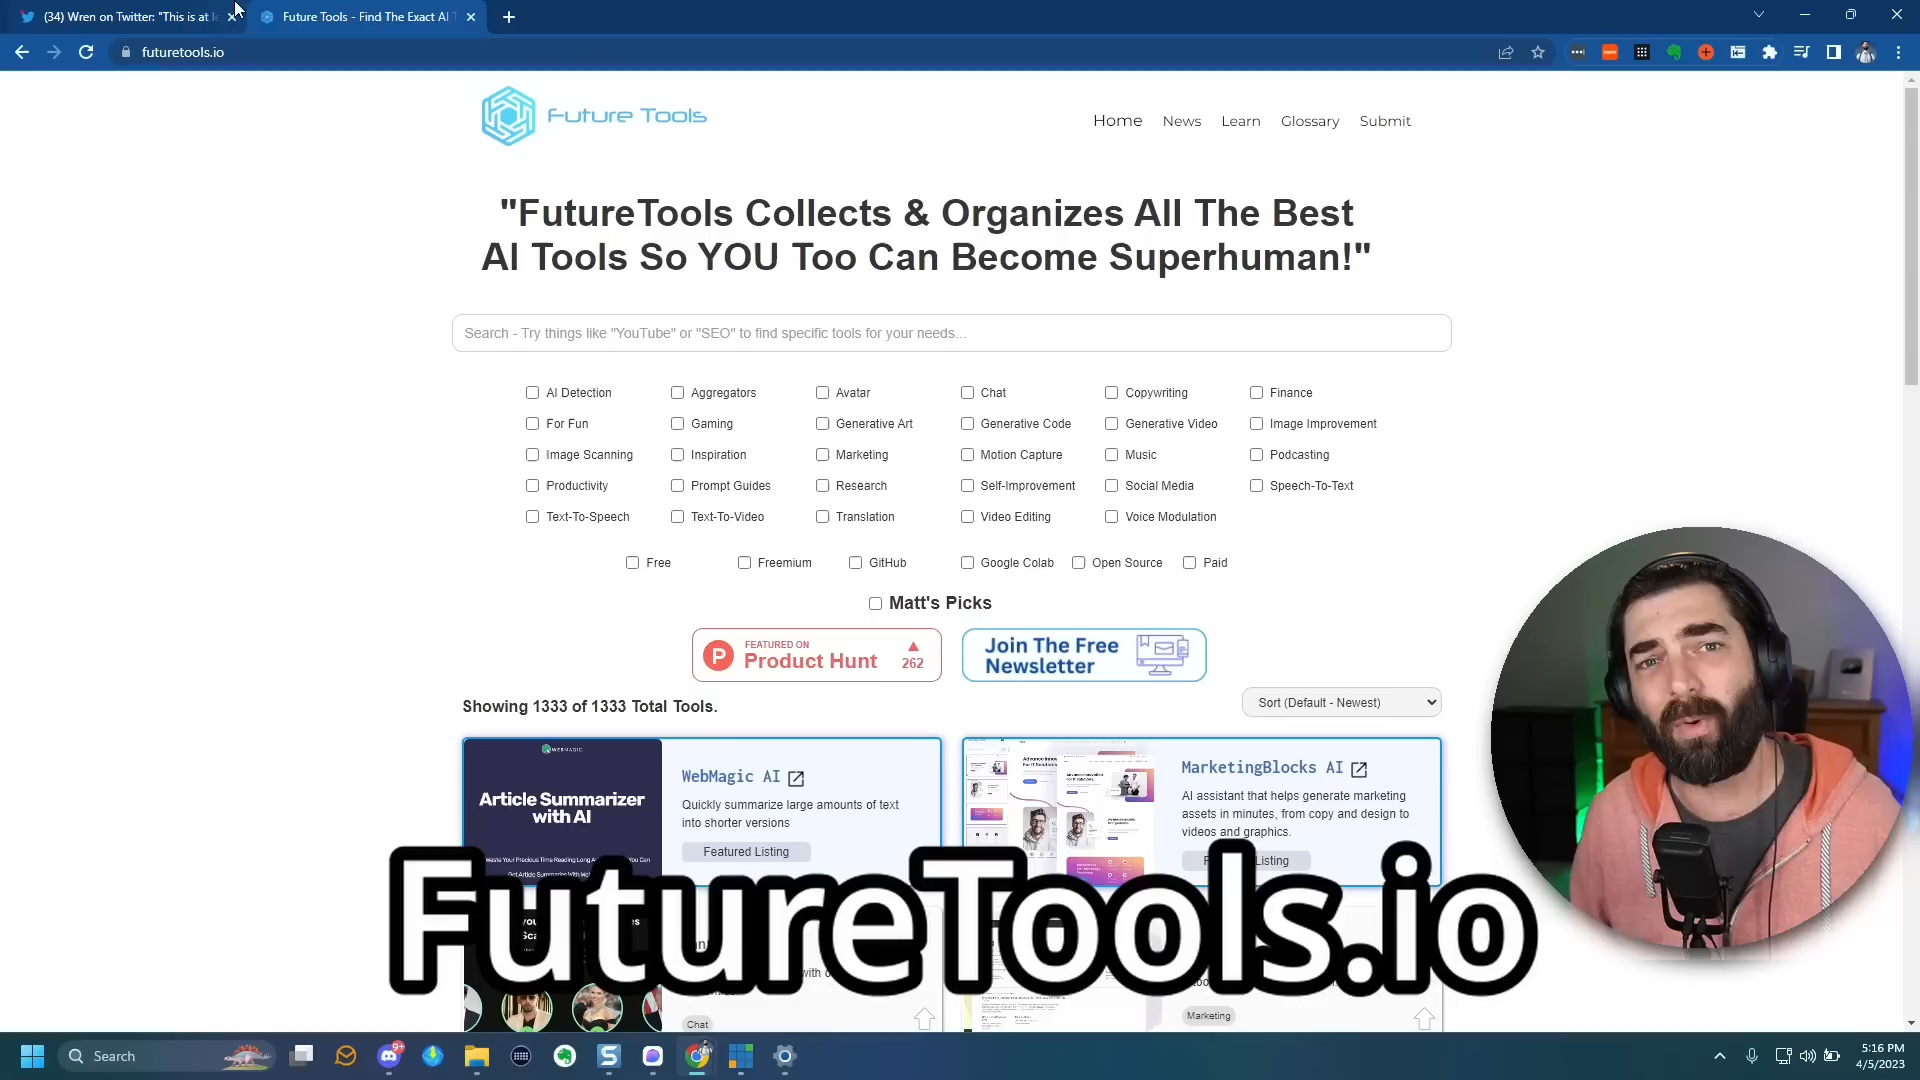 (34) Wren on Twitter: "This is at
Future Tools - Find The Exact AI T
futuretools.io
Future Tools
Home
News
Learn
Glossary
Submit
"FutureTools Collects & Organizes All The Best
AI Tools So YOU Too Can Become Superhuman!"
Search - Try things like "YouTube" or "SEO" to find specific tools for your needs...
AI Detection
Aggregators
Avatar
Chat
Copywriting
Finance
For Fun
Gaming
Generative Art
Generative Code
Generative Video
Image Improvement
Image Scanning
Inspiration
Marketing
Motion Capture
Music
Podcasting
Productivity
Prompt Guides
Research
Self-Improvement
Social Media
Speech-To-Text
Text-To-Speech
Text-To-Video
Translation
Video Editing
Voice Modulation
Free
Freemium
GitHub
Google Colab
Open Source
Paid
Matt's Picks
FEATURED ON
Product Hunt
262
Join The Free
Newsletter
Showing 1333 of 1333 Total Tools.
Sort (Default - Newest)
WEBMAGIC
Article Summarizer
with AI
WebMagic AI
Quickly summarize large amounts of text
into shorter versions
Featured Listing
MarketingBlocks AI
AI assistant that helps generate marketing
assets in minutes, from copy and design to
videos and graphics.
Listing
FutureTools.io
Chat
Marketing
Search
9+
5:16 PM
4/5/2023